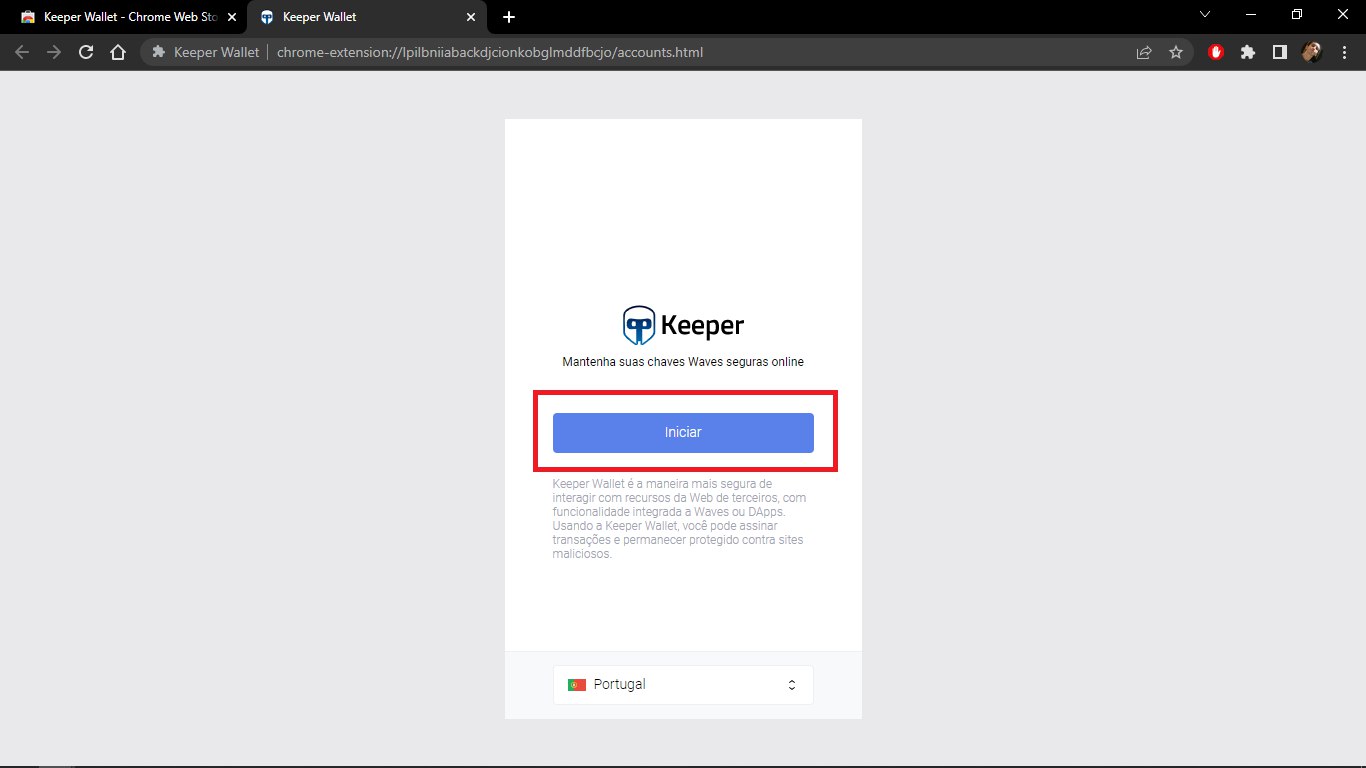 Keeper Wallet - Chrome Web Sto
Keeper Wallet
Keeper Wallet
chrome-extension://lpilbniiabackdjcionkobglmddfbcjo/accounts.html
Keeper
Mantenha suas chaves Waves seguras online
Iniciar
Keeper Wallet é a maneira mais segura de
interagir com recursos da Web de terceiros, com
funcionalidade integrada a Waves ou DApps.
Usando a Keeper Wallet, você pode assinar
transações e permanecer protegido contra sites
maliciosos.
Portugal